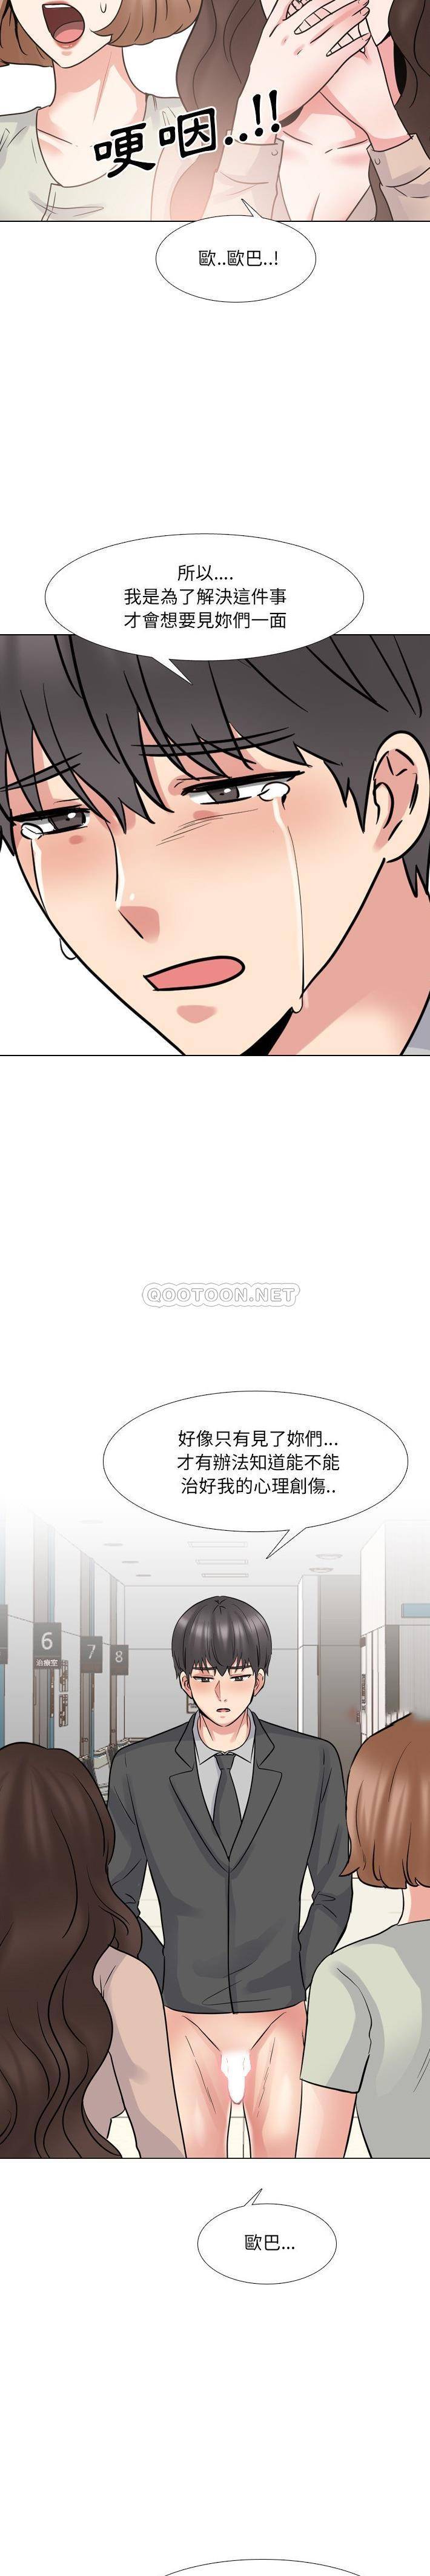 哽咽..!!
歐..歐巴..!
所以....
我是為了解決這件事
才會想要見妳們一面
QOOTOON.NET
好像只有見了妳們...
才有辦法知道能不能
治好我的心理創傷..
6
治療室
7
8
歐巴...